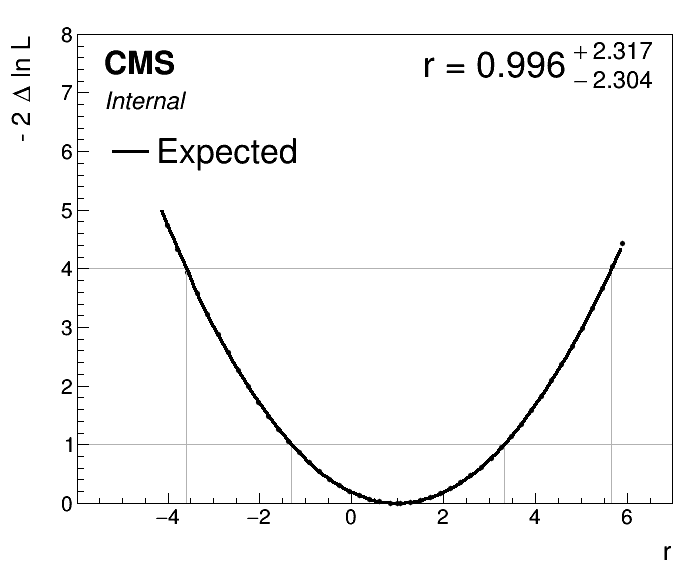 CMS
Internal
r = 0.996 +2.317 −2.304
Expected
- 2 Δ ln L
8
7
6
5
4
3
2
1
0
−4 −2 0 2 4 6
r